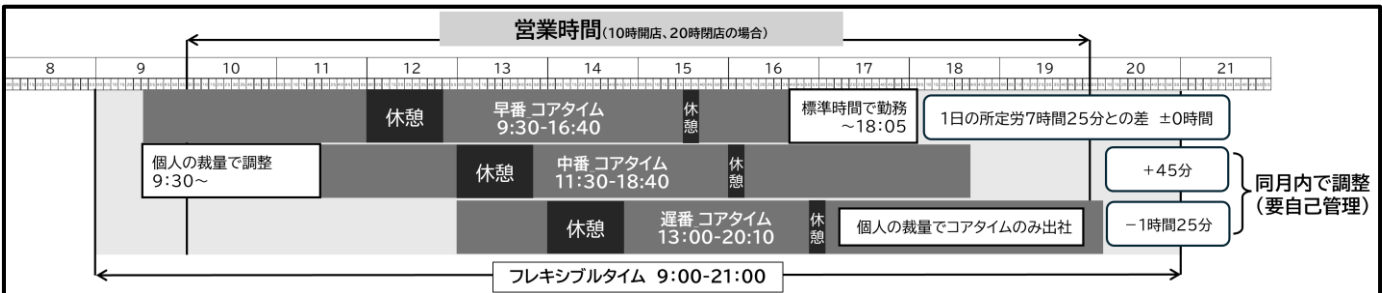 営業時間(10時開店、20時閉店の場合)
8 9 10 11 12 13 14 15 16 17 18 19 20 21
休憩
早番_コアタイム
9:30-16:40
休憩
標準時間で勤務
~18:05
1日の所定労7時間25分との差 ±0時間
個人の裁量で調整
9:30~
休憩
中番_コアタイム
11:30-18:40
休憩
+45分
休憩
遅番_コアタイム
13:00-20:10
休憩
個人の裁量でコアタイムのみ出社
-1時間25分
同月内で調整
(要自己管理)
フレキシブルタイム 9:00-21:00